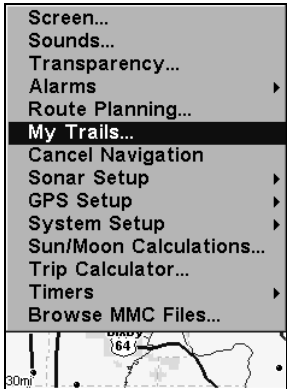 Screen...
Sounds...
Transparency...
Alarms
Route Planning...
My Trails...
Cancel Navigation
Sonar Setup
GPS Setup
System Setup
Sun/Moon Calculations...
Trip Calculator...
Timers
Browse MMC Files...
Bixby
64
30mi